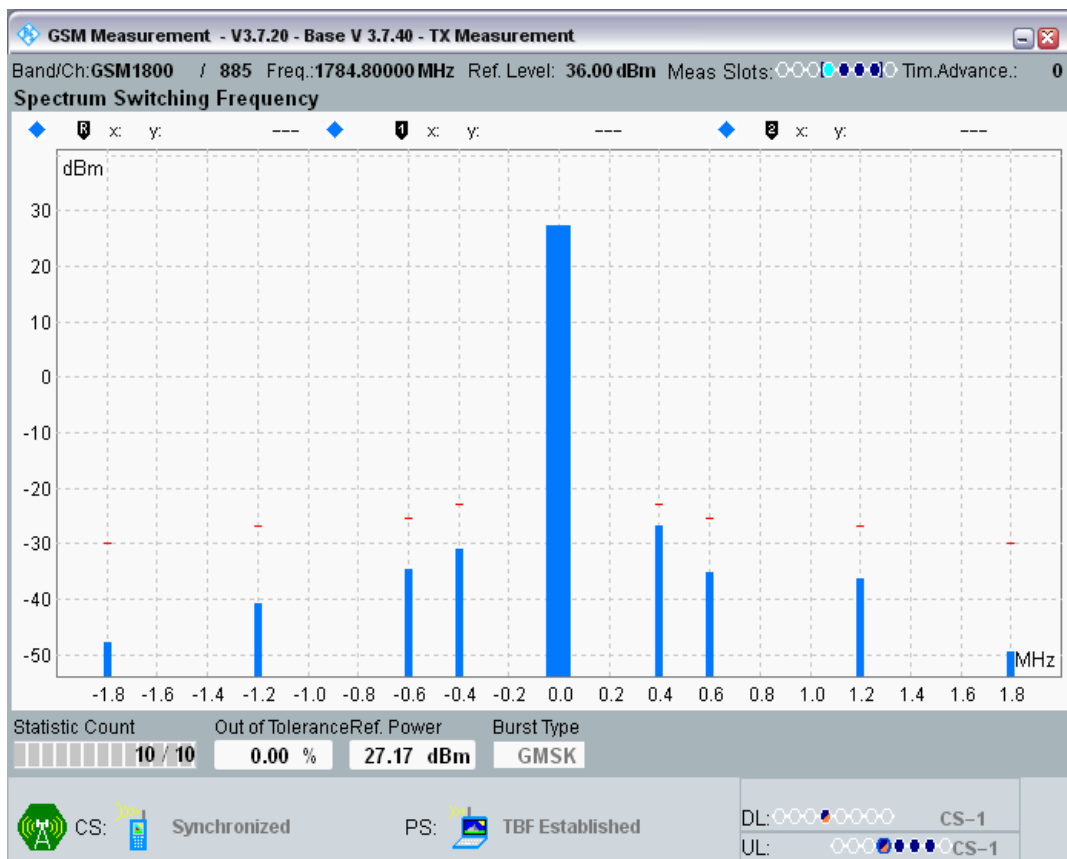 GSM Measurement - V3.7.20 - Base V 3.7.40 - TX Measurement
Band/Ch:GSM1800 / 885 Freq.:1784.80000 MHz Ref. Level: 36.00 dBm Meas Slots: Tim.Advance.: 0
Spectrum Switching Frequency
R x: y: --- 1 x: y: --- 2 x: y: ---
dBm
30
20
10
0
-10
-20
-30
-40
-50
MHz
-1.8 -1.6 -1.4 -1.2 -1.0 -0.8 -0.6 -0.4 -0.2 0.0 0.2 0.4 0.6 0.8 1.0 1.2 1.4 1.6 1.8
Statistic Count Out of Tolerance Ref. Power Burst Type
10 / 10 0.00 % 27.17 dBm GMSK
CS: Synchronized PS: TBF Established
DL: CS-1
UL: CS-1